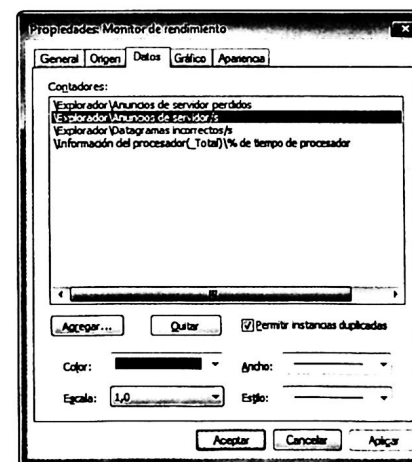 Propiedades: Monitor de rendimiento
General Origen Datos Gráfico Apariencia
Contadores:
\Explorador\Anuncios de servidor perdidos
\Explorador\Anuncios de servidor/s
\Explorador\Datagramas incorrectos/s
\Información del procesador(_Total)\% de tiempo de procesador
Agregar... Quitar Permitir instancias duplicadas
Color: Ancho:
Escala: 1,0 Estilo:
Aceptar Cancelar Aplicar